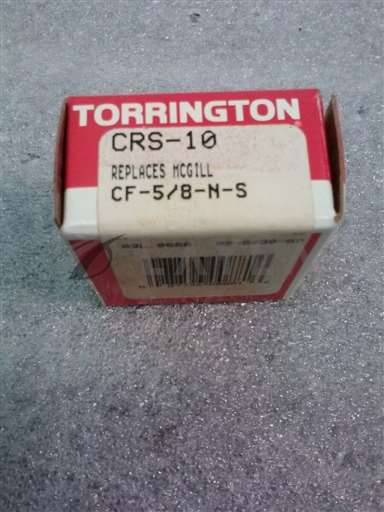 TORRINGTON
CRS-10
REPLACES MCGILL
CF-5/8-N-S